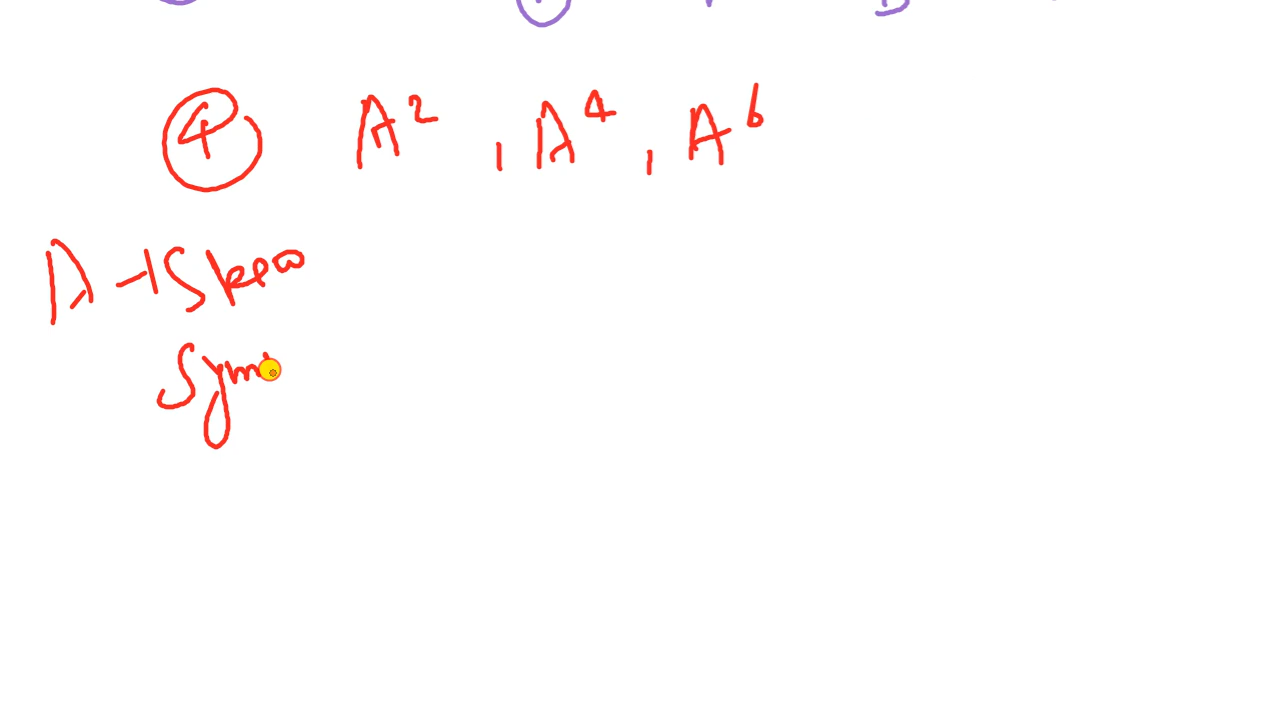 ④ A² , A⁴ , A⁶
A → Skew
Sym